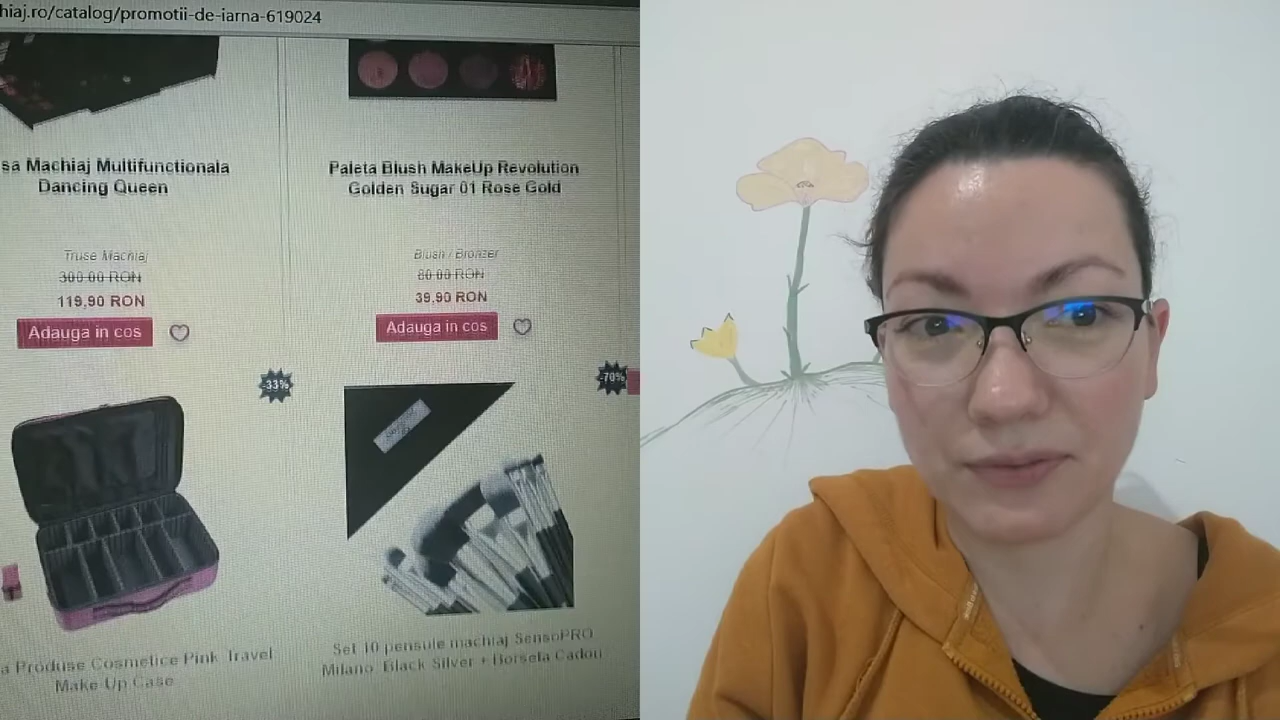 hiaj.ro/catalog/promotii-de-iarna-619024
sa Machiaj Multifunctionala
Dancing Queen
Truse Machiaj
300.00 RON
119,90 RON
Adauga in cos
Paleta Blush MakeUp Revolution
Golden Sugar 01 Rose Gold
Blush / Bronzer
80.00 RON
39,90 RON
Adauga in cos
-33%
-70%
a Produse Cosmetice Pink Travel
Make Up Case
Set 10 pensule machiaj SensoPRO
Milano, Black Silver + Borseta Cadou